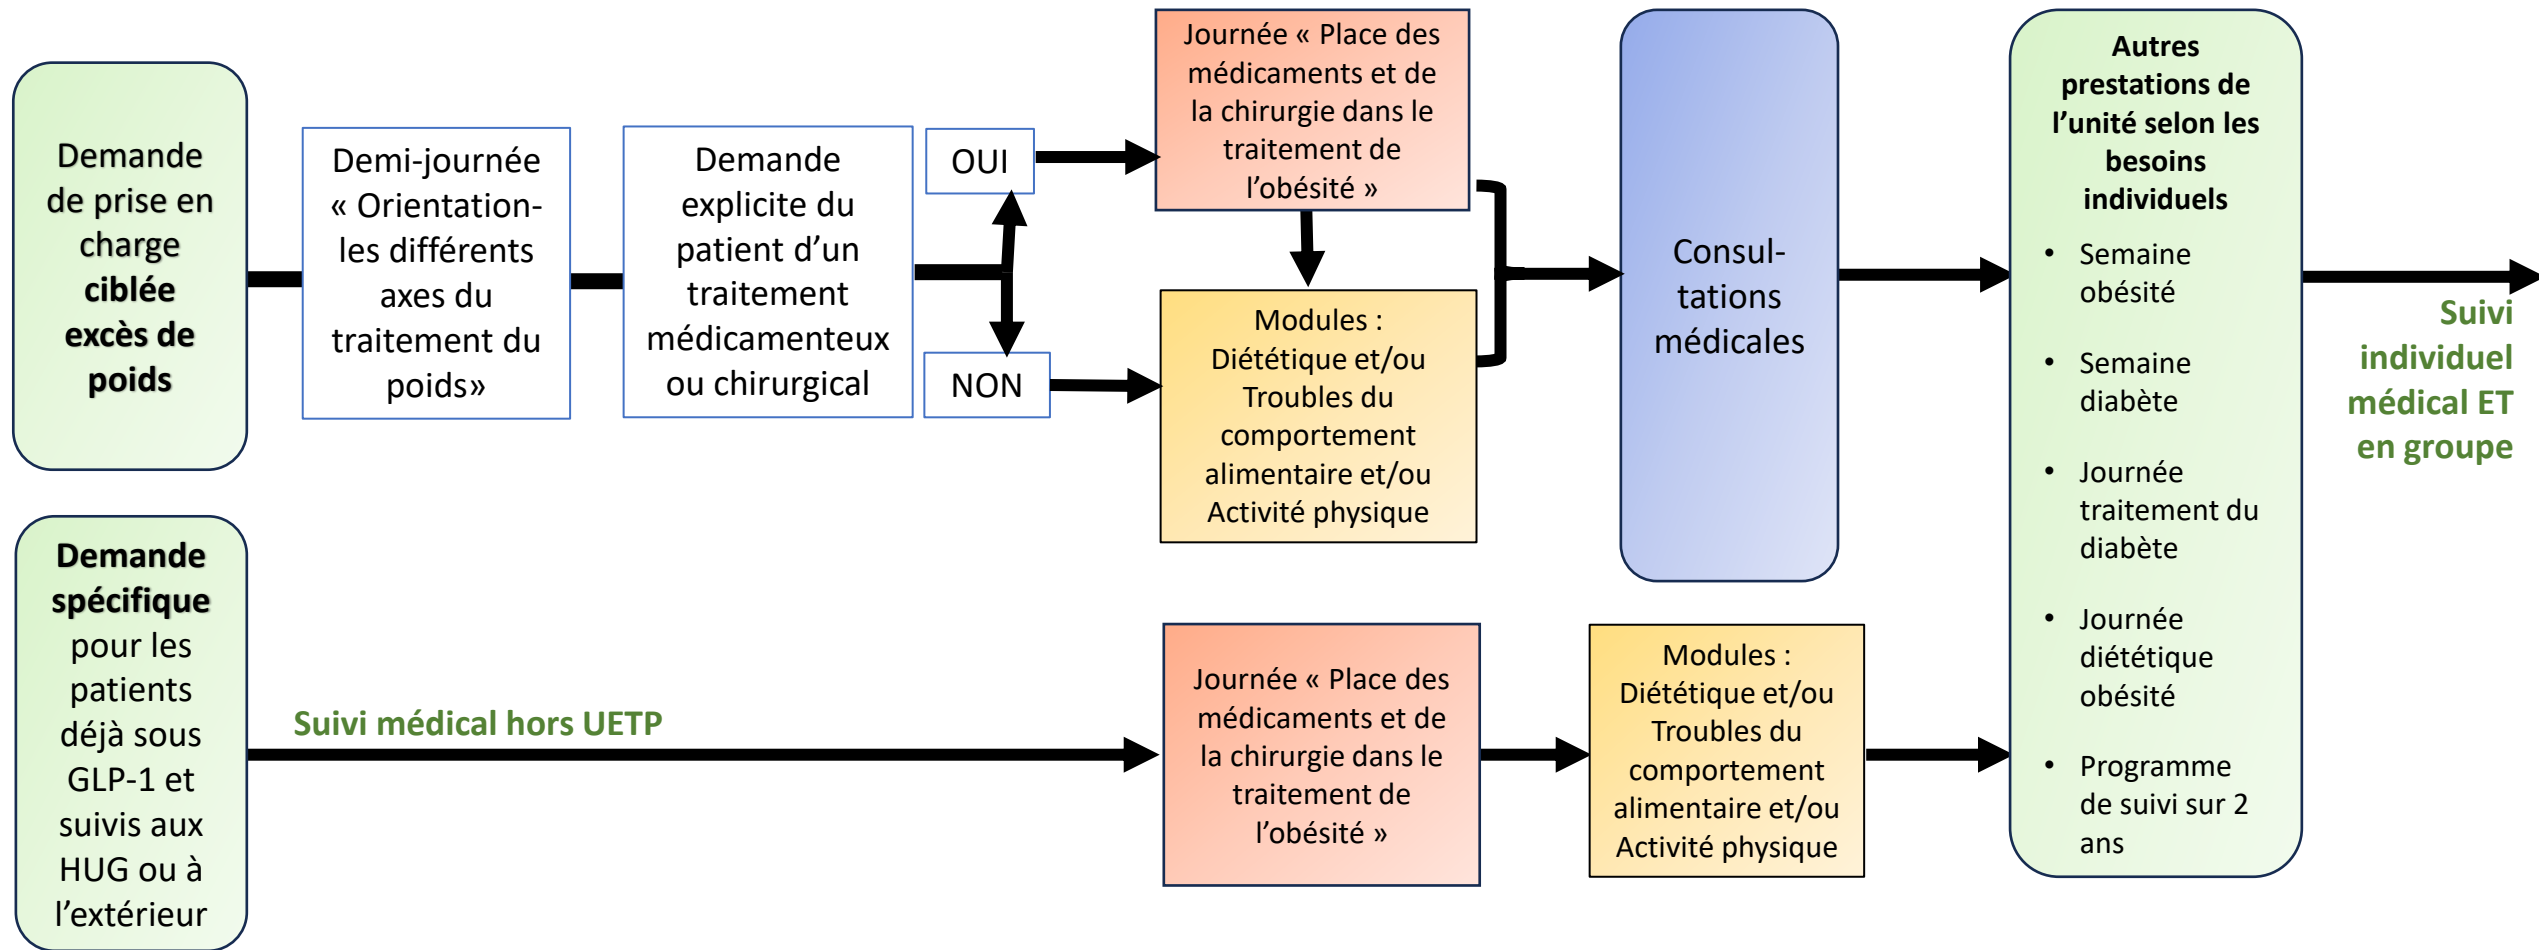 Demande
de prise en
charge
ciblée
excès de
poids
Demi-journée
« Orientation-
les différents
axes du
traitement du
poids»
Demande
explicite du
patient d'un
traitement
médicamenteux
ou chirurgical
OUI
NON
Journée « Place des
médicaments et de
la chirurgie dans le
traitement de
l'obésité »
Modules :
Diététique et/ou
Troubles du
comportement
alimentaire et/ou
Activité physique
Consul-
tations
médicales
Autres
prestations de
l'unité selon les
besoins
individuels
• Semaine
obésité
• Semaine
diabète
• Journée
traitement du
diabète
• Journée
diététique
obésité
• Programme
de suivi sur 2
ans
Suivi
individuel
médical ET
en groupe
Demande
spécifique
pour les
patients
déjà sous
GLP-1 et
suivis aux
HUG ou à
l'extérieur
Suivi médical hors UETP
Journée « Place des
médicaments et de
la chirurgie dans le
traitement de
l'obésité »
Modules :
Diététique et/ou
Troubles du
comportement
alimentaire et/ou
Activité physique